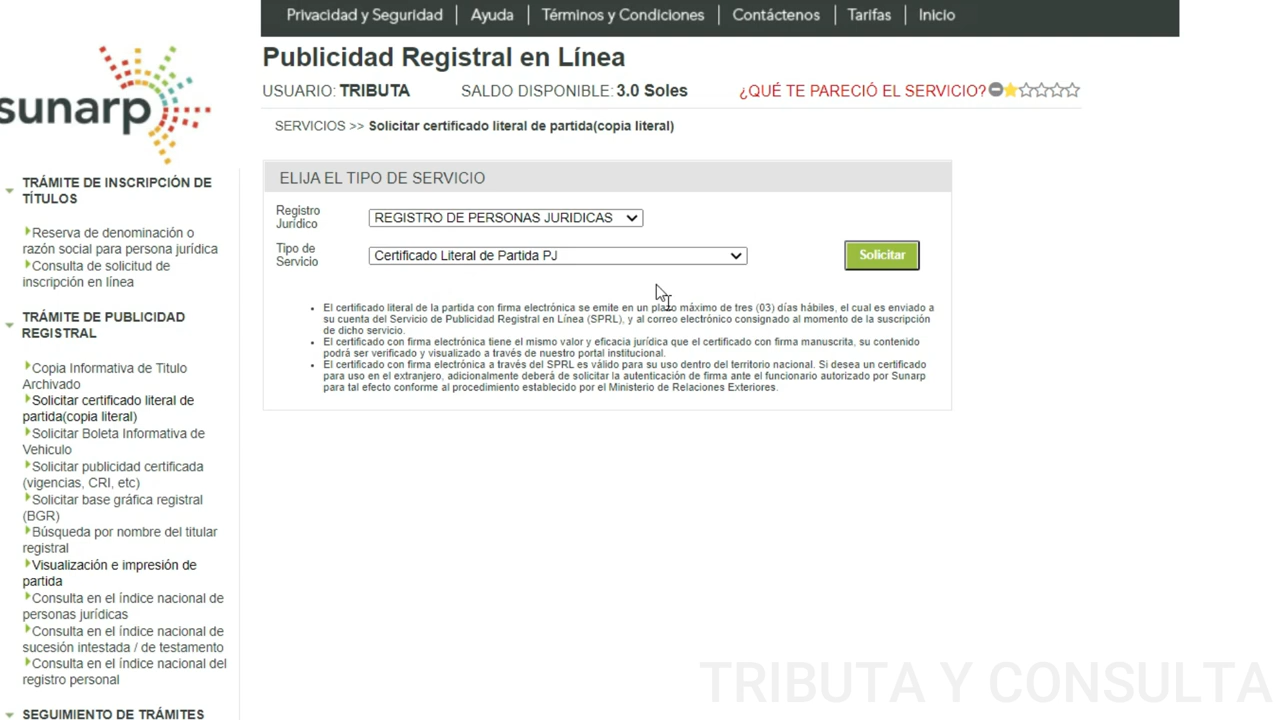 Privacidad y Seguridad | Ayuda | Términos y Condiciones | Contáctenos | Tarifas | Inicio
sunarp
Publicidad Registral en Línea
USUARIO: TRIBUTA SALDO DISPONIBLE: 3.0 Soles ¿QUÉ TE PARECIÓ EL SERVICIO?
SERVICIOS >> Solicitar certificado literal de partida(copia literal)
TRÁMITE DE INSCRIPCIÓN DE
TÍTULOS
Reserva de denominación o
razón social para persona jurídica
Consulta de solicitud de
inscripción en línea
TRÁMITE DE PUBLICIDAD
REGISTRAL
Copia Informativa de Titulo
Archivado
Solicitar certificado literal de
partida(copia literal)
Solicitar Boleta Informativa de
Vehiculo
Solicitar publicidad certificada
(vigencias, CRI, etc)
Solicitar base gráfica registral
(BGR)
Búsqueda por nombre del titular
registral
Visualización e impresión de
partida
Consulta en el índice nacional de
personas jurídicas
Consulta en el índice nacional de
sucesión intestada / de testamento
Consulta en el índice nacional del
registro personal
SEGUIMIENTO DE TRÁMITES
ELIJA EL TIPO DE SERVICIO
Registro
Jurídico
REGISTRO DE PERSONAS JURIDICAS
Tipo de
Servicio
Certificado Literal de Partida PJ
Solicitar
El certificado literal de la partida con firma electrónica se emite en un plazo máximo de tres (03) días hábiles, el cual es enviado a
su cuenta del Servicio de Publicidad Registral en Línea (SPRL), y al correo electrónico consignado al momento de la suscripción
de dicho servicio.
El certificado con firma electrónica tiene el mismo valor y eficacia jurídica que el certificado con firma manuscrita, su contenido
podrá ser verificado y visualizado a través de nuestro portal institucional.
El certificado con firma electrónica a través del SPRL es válido para su uso dentro del territorio nacional. Si desea un certificado
para uso en el extranjero, adicionalmente deberá de solicitar la autenticación de firma ante el funcionario autorizado por Sunarp
para tal efecto conforme al procedimiento establecido por el Ministerio de Relaciones Exteriores.
TRIBUTA Y CONSULTA